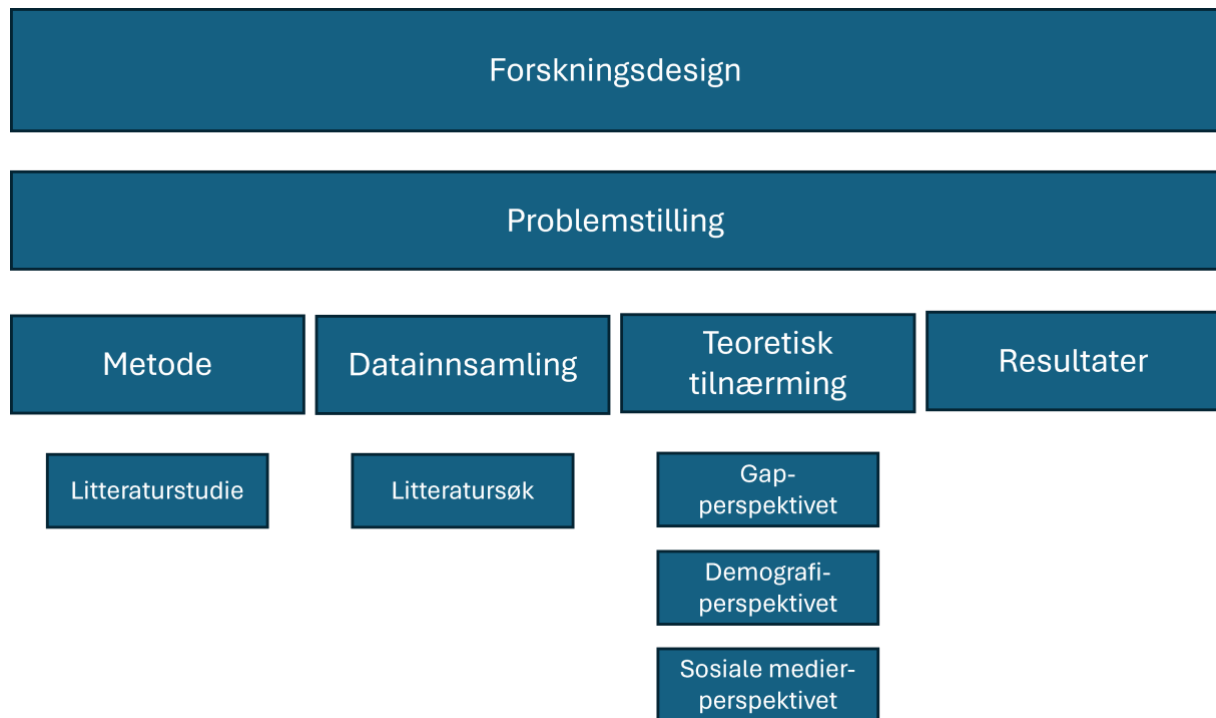 Forskningsdesign
Problemstilling
Metode
Datainnsamling
Teoretisk
tilnærming
Resultater
Litteraturstudie
Litteratursøk
Gap-
perspektivet
Demografi-
perspektivet
Sosiale medier-
perspektivet